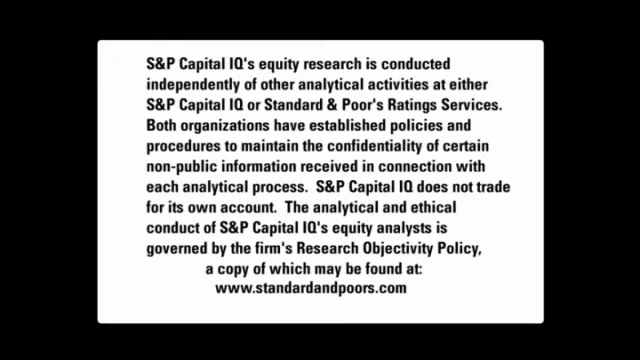 S&P Capital IQ's equity research is conducted
independently of other analytical activities at either
S&P Capital IQ or Standard & Poor's Ratings Services.
Both organizations have established policies and
procedures to maintain the confidentiality of certain
non-public information received in connection with
each analytical process.  S&P Capital IQ does not trade
for its own account.  The analytical and ethical
conduct of S&P Capital IQ's equity analysts is
governed by the firm's Research Objectivity Policy,
a copy of which may be found at:
www.standardandpoors.com